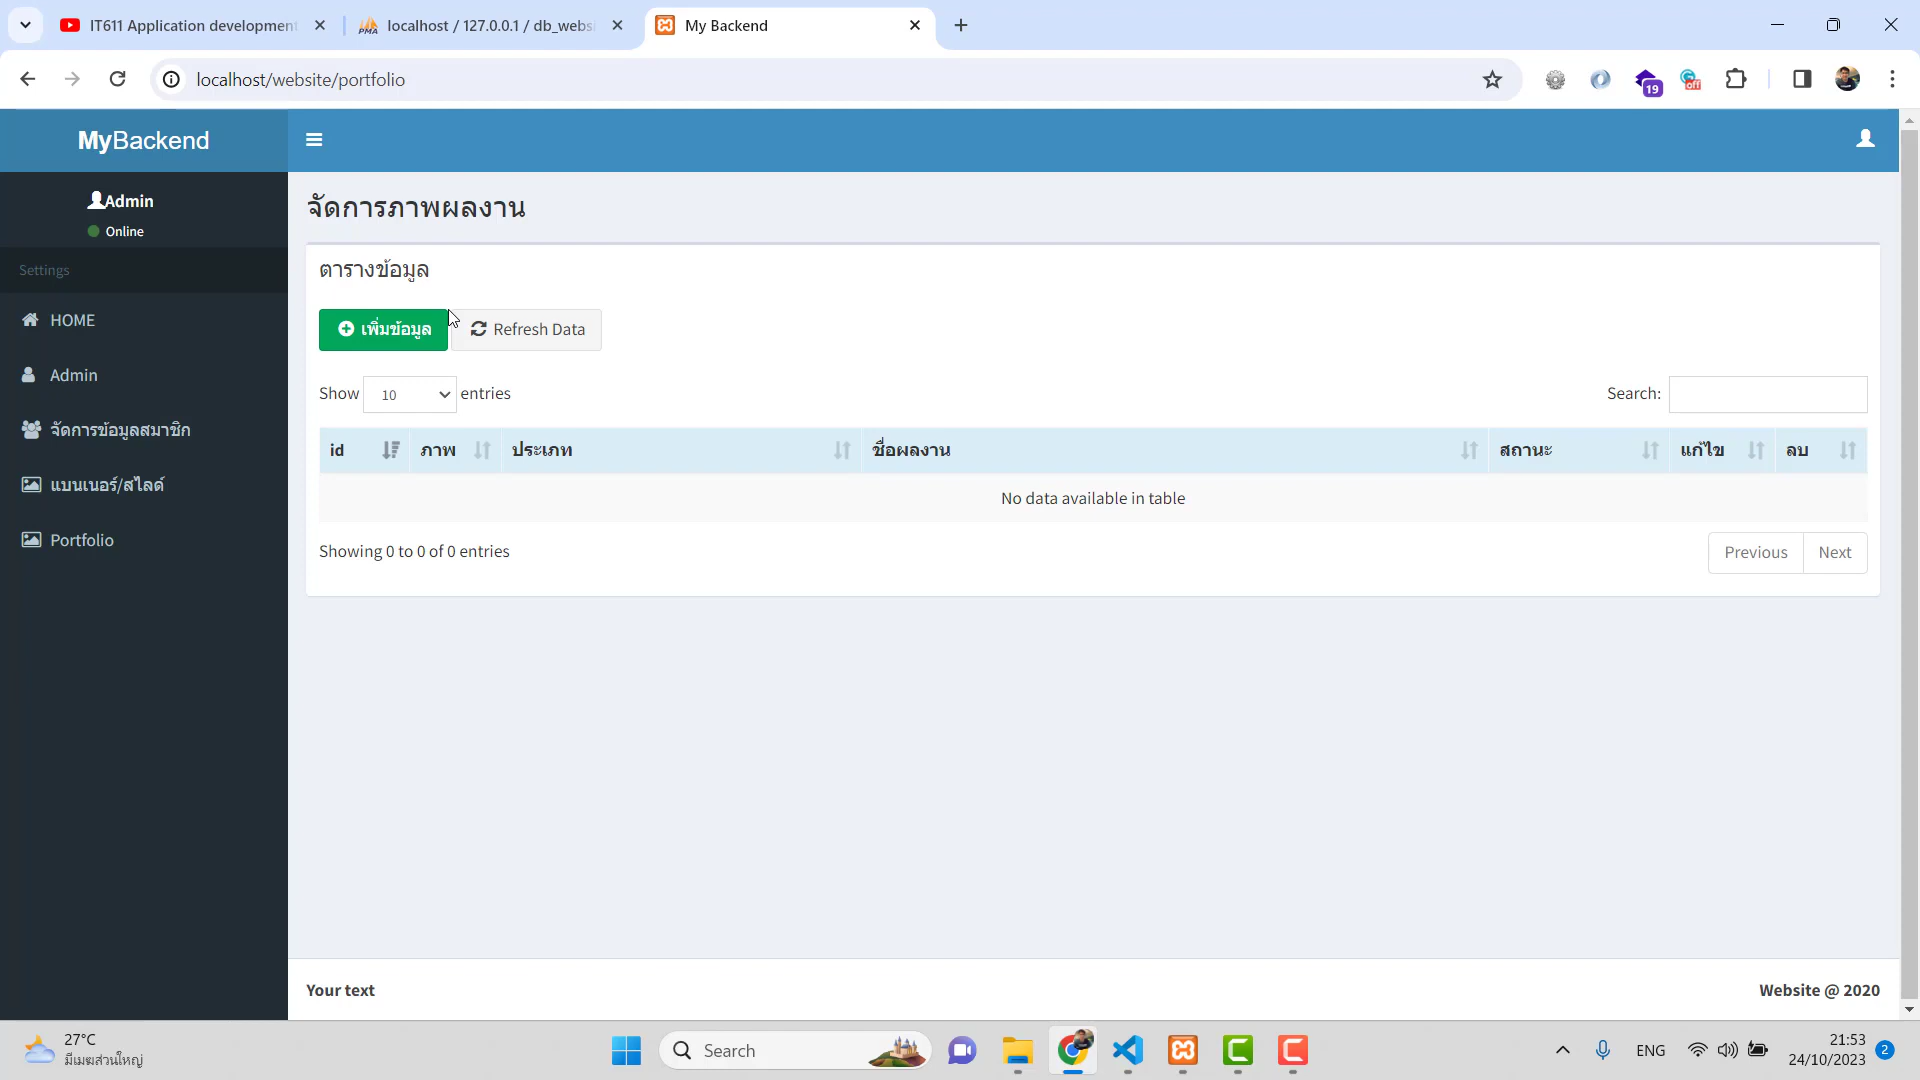 IT611 Application development
localhost / 127.0.0.1 / db_webs
My Backend
localhost/website/portfolio
19
off
MyBackend
Admin
Online
Settings
HOME
Admin
จัดการข้อมูลสมาชิก
แบนเนอร์/สไลด์
Portfolio
จัดการภาพผลงาน
ตารางข้อมูล
เพิ่มข้อมูล
Refresh Data
Show 10 entries
Search:
id ภาพ ประเภท ชื่อผลงาน สถานะ แก้ไข ลบ
No data available in table
Showing 0 to 0 of 0 entries
Previous Next
Your text
Website @ 2020
27°C
มีเมฆส่วนใหญ่
Search
ENG
21:53
24/10/2023
2